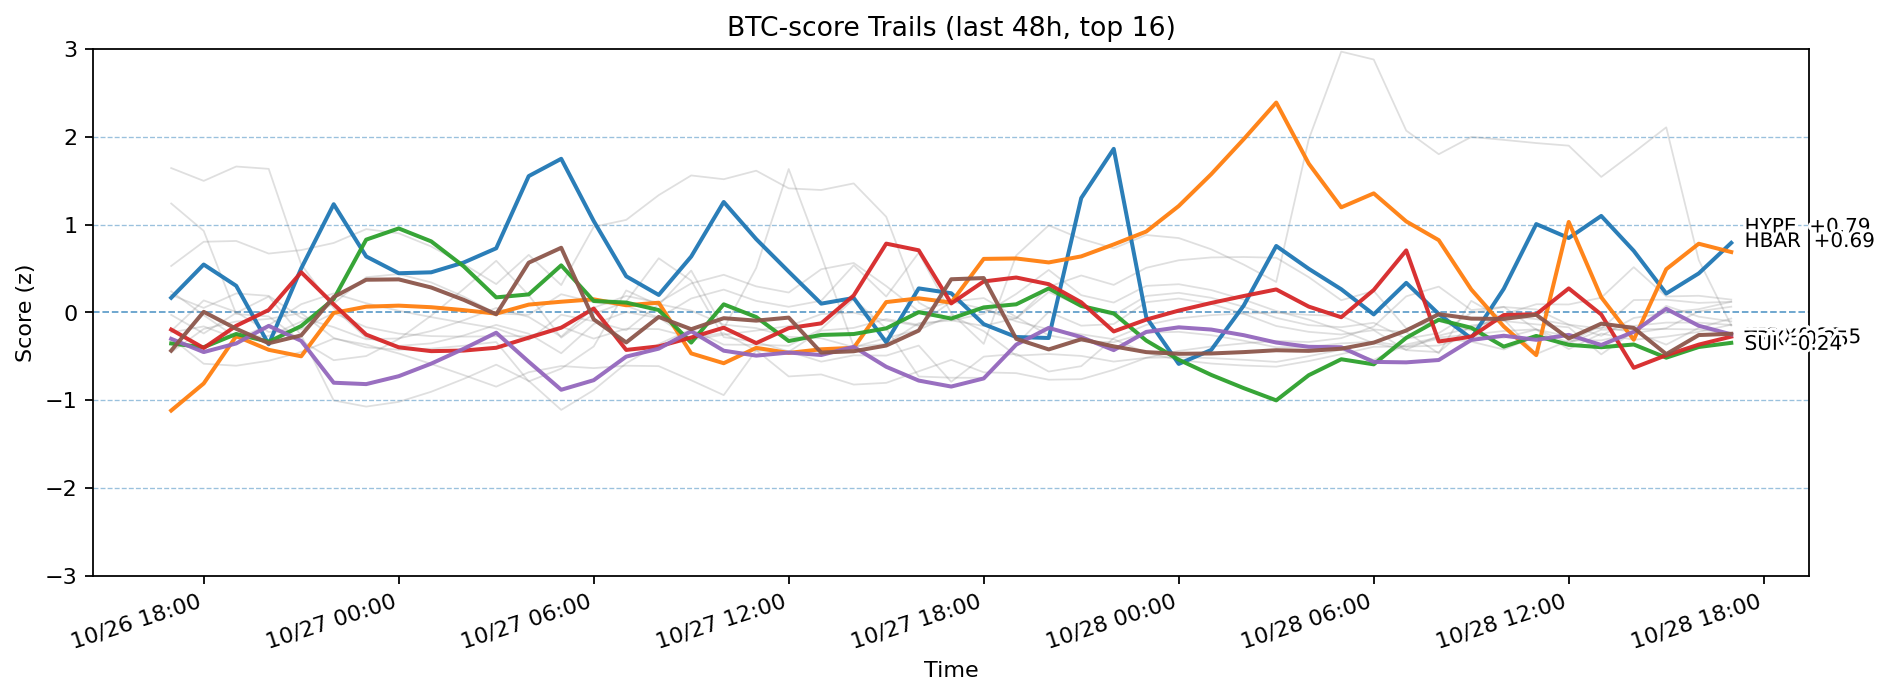 BTC-score Trails (last 48h, top 16)
Score (z)
3
2
1
0
−1
−2
−3
HYPE +0.79
HBAR +0.69
SUI -0.24
10/26 18:00
10/27 00:00
10/27 06:00
10/27 12:00
10/27 18:00
10/28 00:00
10/28 06:00
10/28 12:00
10/28 18:00
Time